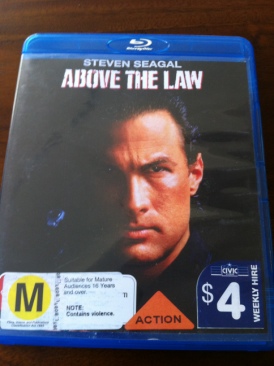 STEVEN SEAGAL
ABOVE THE LAW
M
Suitable for Mature
Audiences 16 Years
and over.
NOTE:
Contains violence.
ACTION
civic
$4
WEEKLY HIRE